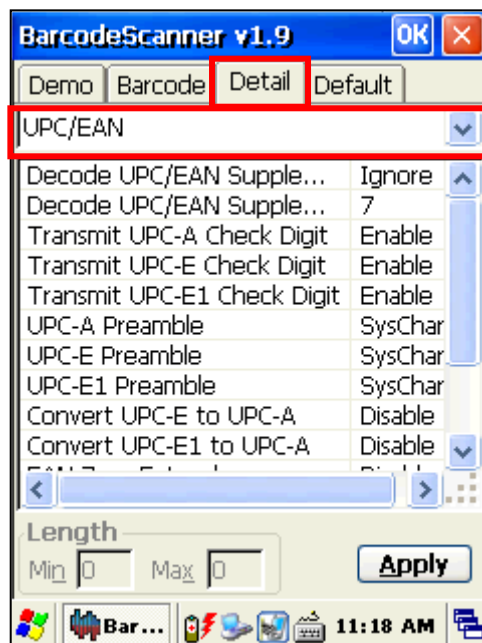 BarcodeScanner v1.9 OK
Demo Barcode Detail Default
UPC/EAN
Decode UPC/EAN Supple... Ignore
Decode UPC/EAN Supple... 7
Transmit UPC-A Check Digit Enable
Transmit UPC-E Check Digit Enable
Transmit UPC-E1 Check Digit Enable
UPC-A Preamble SysChar
UPC-E Preamble SysChar
UPC-E1 Preamble SysChar
Convert UPC-E to UPC-A Disable
Convert UPC-E1 to UPC-A Disable
Length
Min 0 Max 0 Apply
Bar... 11:18 AM